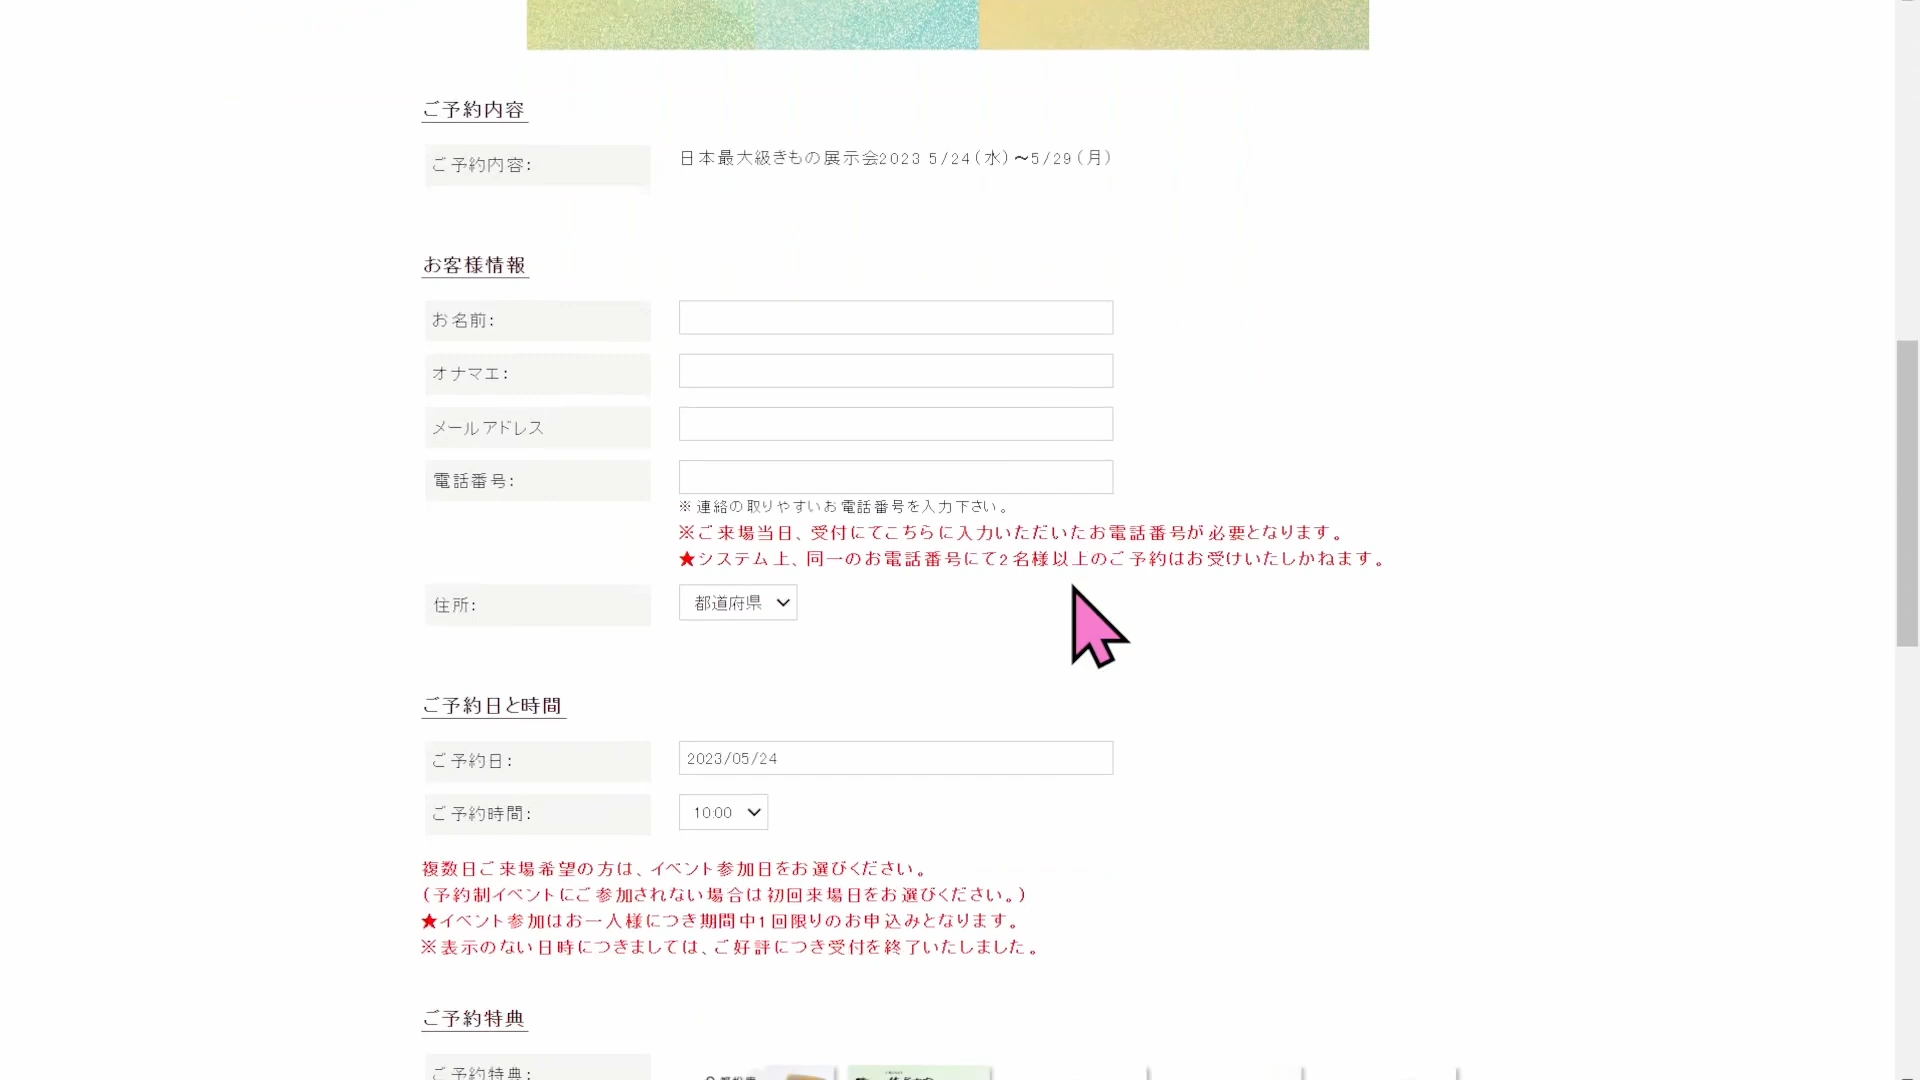 ご予約内容
ご予約内容: 日本最大級きもの展示会2023 5/24(水)〜5/29(月)
お客様情報
お名前:
オナマエ:
メールアドレス
電話番号:
※連絡の取りやすいお電話番号を入力下さい。
※ご来場当日、受付にてこちらに入力いただいたお電話番号が必要となります。
★システム上、同一のお電話番号にて2名様以上のご予約はお受けいたしかねます。
住所: 都道府県
ご予約日と時間
ご予約日: 2023/05/24
ご予約時間: 10:00
複数日ご来場希望の方は、イベント参加日をお選びください。
(予約制イベントにご参加されない場合は初回来場日をお選びください。)
★イベント参加はお一人様につき期間中1回限りのお申込みとなります。
※表示のない日時につきましては、ご好評につき受付を終了いたしました。
ご予約特典
ご予約特典: